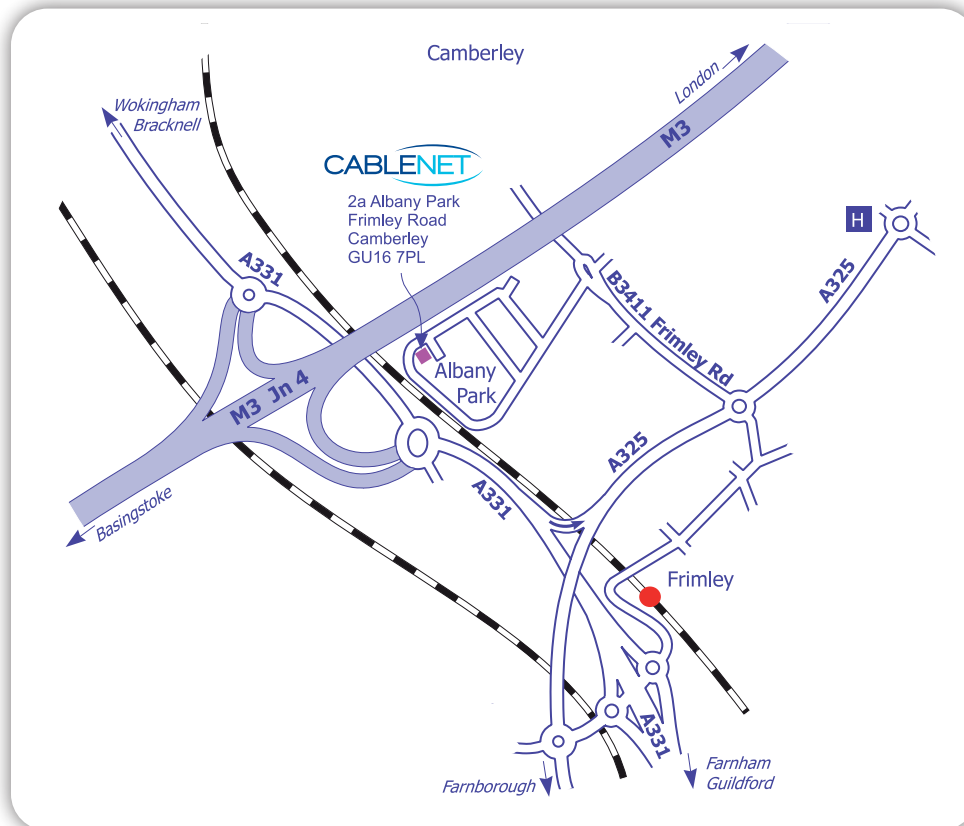 Camberley
London
M3
Wokingham
Bracknell
CABLENET
2a Albany Park
Frimley Road
Camberley
GU16 7PL
H
A331
A325
B3411 Frimley Rd
Albany
Park
M3 Jn 4
A325
A331
Basingstoke
Frimley
A331
Farnborough
Farnham
Guildford